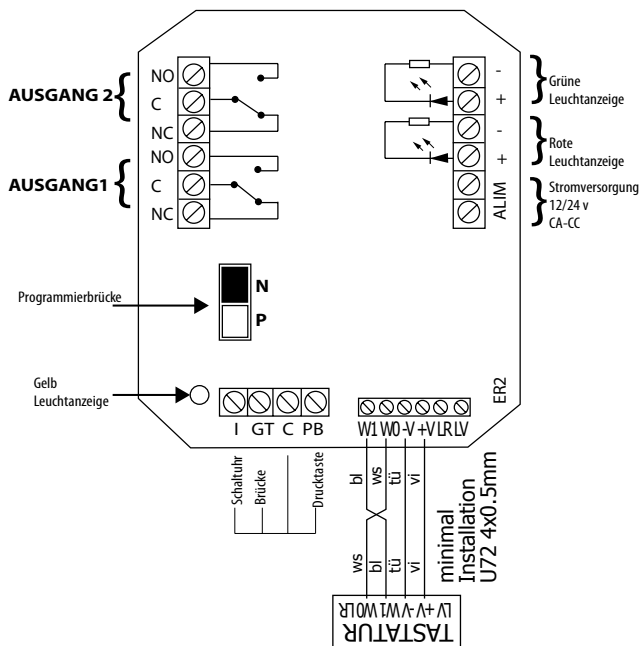 AUSGANG 2
NO
C
NC
AUSGANG1
NO
C
NC
-
+
-
+
ALIM
Grüne
Leuchtanzeige
Rote
Leuchtanzeige
Stromversorgung
12/24 v
CA-CC
Programmierbrücke
N
P
Gelb
Leuchtanzeige
ER2
I GT C PB
W1 W0 -V +V LR LV
Schaltuhr
Brücke
Drucktaste
bl
ws
tü
vi
ws
bl
tü
vi
minimal
Installation
U72 4x0.5mm
LV +V -V W1 W0 LR
TASTATUR